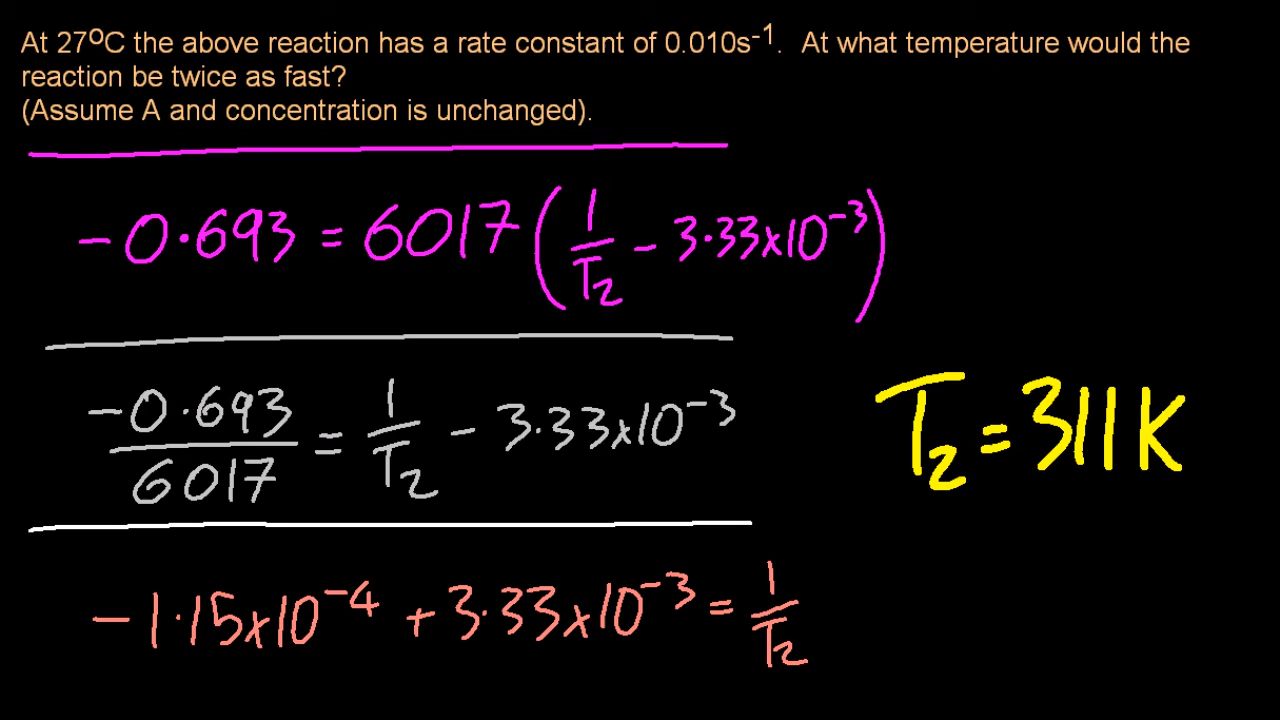 At 27⁰C the above reaction has a rate constant of 0.010s⁻¹. At what temperature would the
reaction be twice as fast?
(Assume A and concentration is unchanged).
-0.693 = 6017 (1/T₂ - 3.33x10⁻³)
-0.693/6017 = 1/T₂ - 3.33x10⁻³
T₂ = 311K
-1.15x10⁻⁴ + 3.33x10⁻³ = 1/T₂